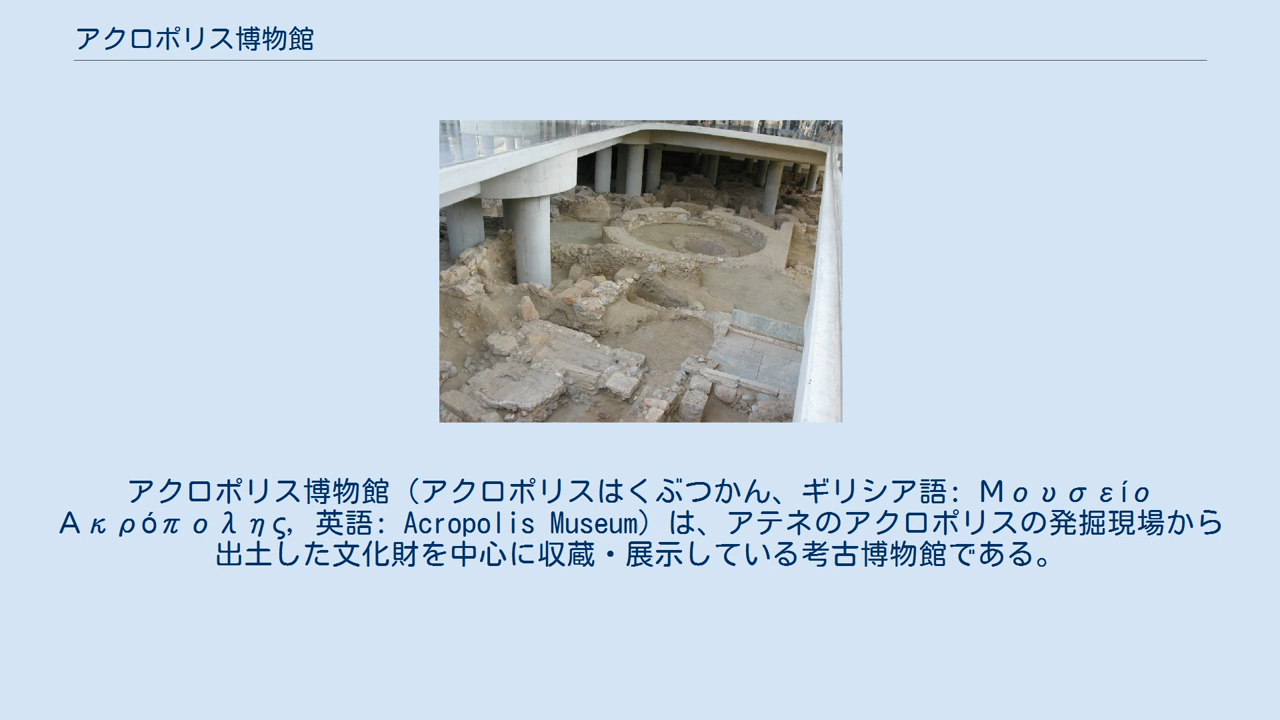 アクロポリス博物館
アクロポリス博物館（アクロポリスはくぶつかん、ギリシア語: Μουσείο
Ακρόπολης, 英語: Acropolis Museum）は、アテネのアクロポリスの発掘現場から
出土した文化財を中心に収蔵・展示している考古博物館である。